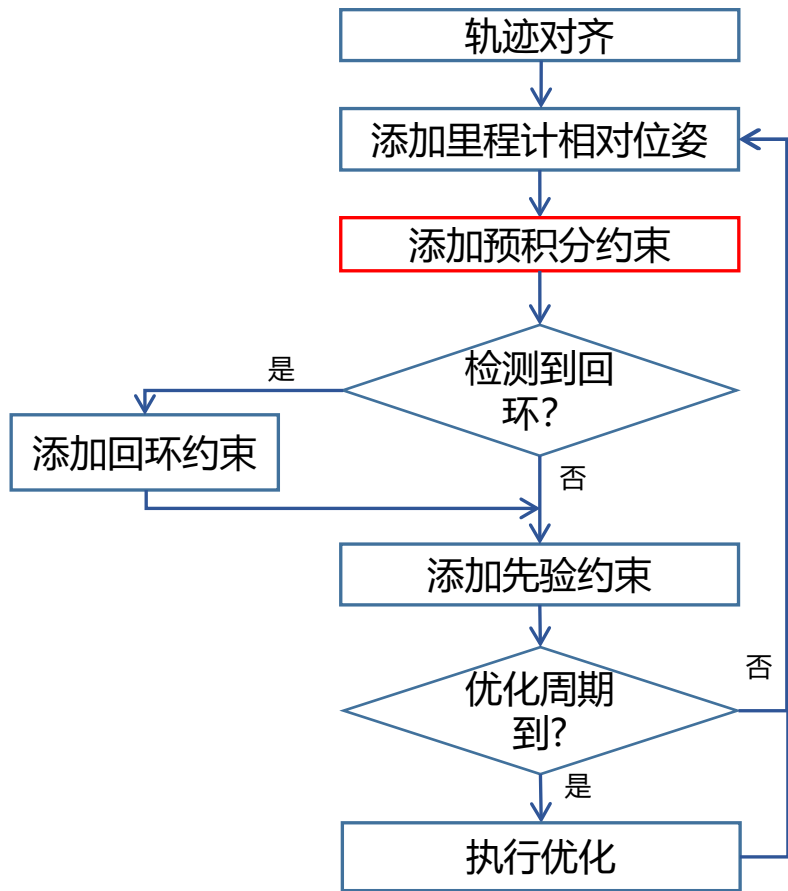 轨迹对齐
添加里程计相对位姿
添加预积分约束
检测到回
环？
是
添加回环约束
否
添加先验约束
优化周期
到?
否
是
执行优化